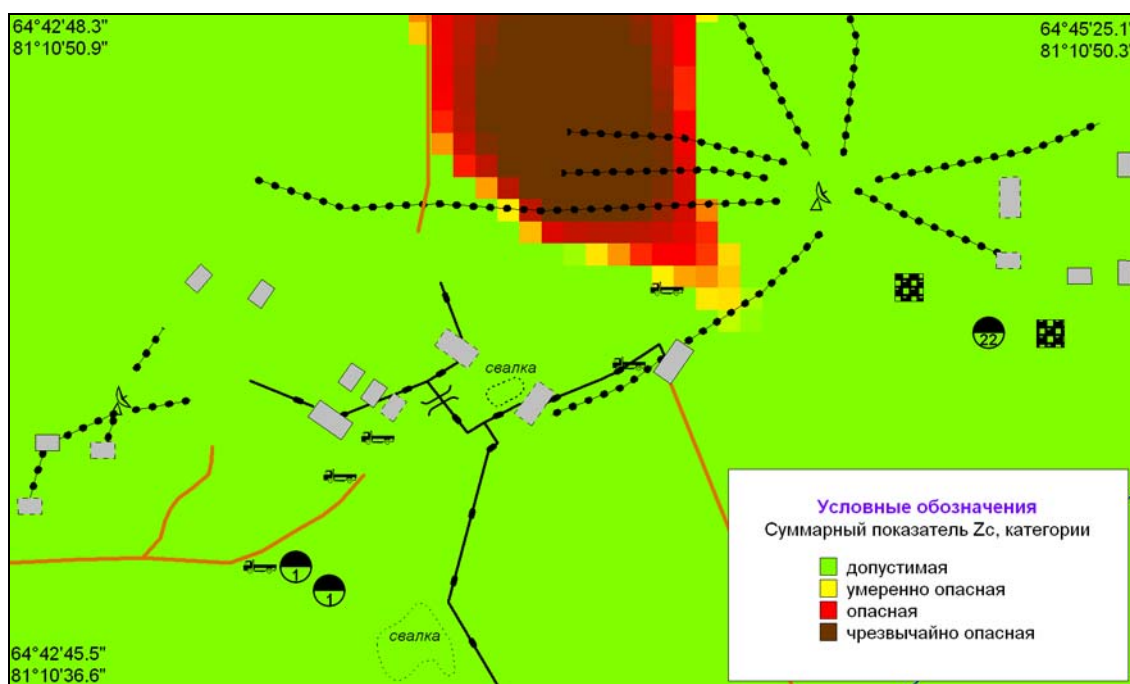 64°42'48.3"
81°10'50.9"
64°45'25.1"
81°10'50.3"
22
свалка
1
1
свалка
64°42'45.5"
81°10'36.6"
Условные обозначения
Суммарный показатель Zc, категории
допустимая
умеренно опасная
опасная
чрезвычайно опасная